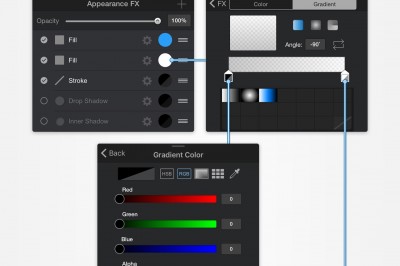 Appearance FX
Opacity 100%
Fill
Fill
Stroke
Drop Shadow
Inner Shadow
FX
Color Gradient
Angle: -90°
Back
Gradient Color
HSB RGB
Red
0
Green
0
Blue
0
Alpha